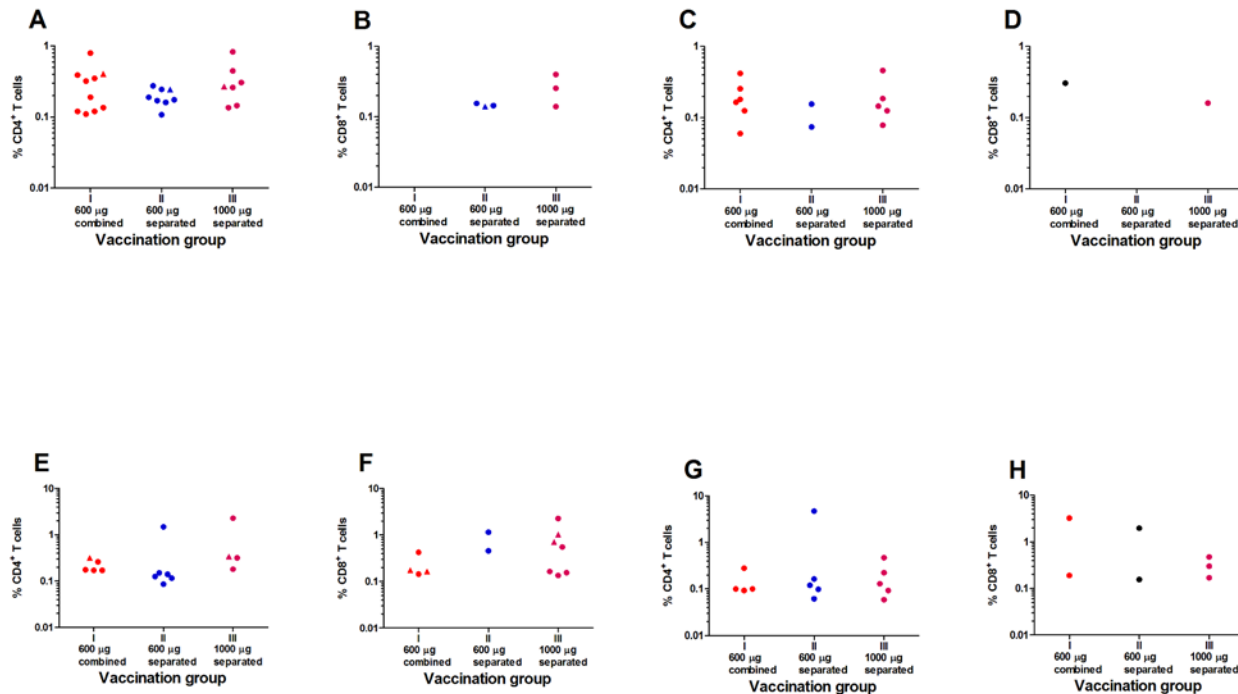 A
% CD4+ T cells
1
0.1
0.01
I II III
600 µg 600 µg 1000 µg
combined separated separated
Vaccination group
B
% CD8+ T cells
1
0.1
0.01
I II III
600 µg 600 µg 1000 µg
combined separated separated
Vaccination group
C
% CD4+ T cells
1
0.1
0.01
I II III
600 µg 600 µg 1000 µg
combined separated separated
Vaccination group
D
% CD8+ T cells
1
0.1
0.01
I II III
600 µg 600 µg 1000 µg
combined separated separated
Vaccination group
E
% CD4+ T cells
10
1
0.1
0.01
I II III
600 µg 600 µg 1000 µg
combined separated separated
Vaccination group
F
% CD8+ T cells
10
1
0.1
0.01
I II III
600 µg 600 µg 1000 µg
combined separated separated
Vaccination group
G
% CD4+ T cells
10
1
0.1
0.01
I II III
600 µg 600 µg 1000 µg
combined separated separated
Vaccination group
H
% CD8+ T cells
10
1
0.1
0.01
I II III
600 µg 600 µg 1000 µg
combined separated separated
Vaccination group